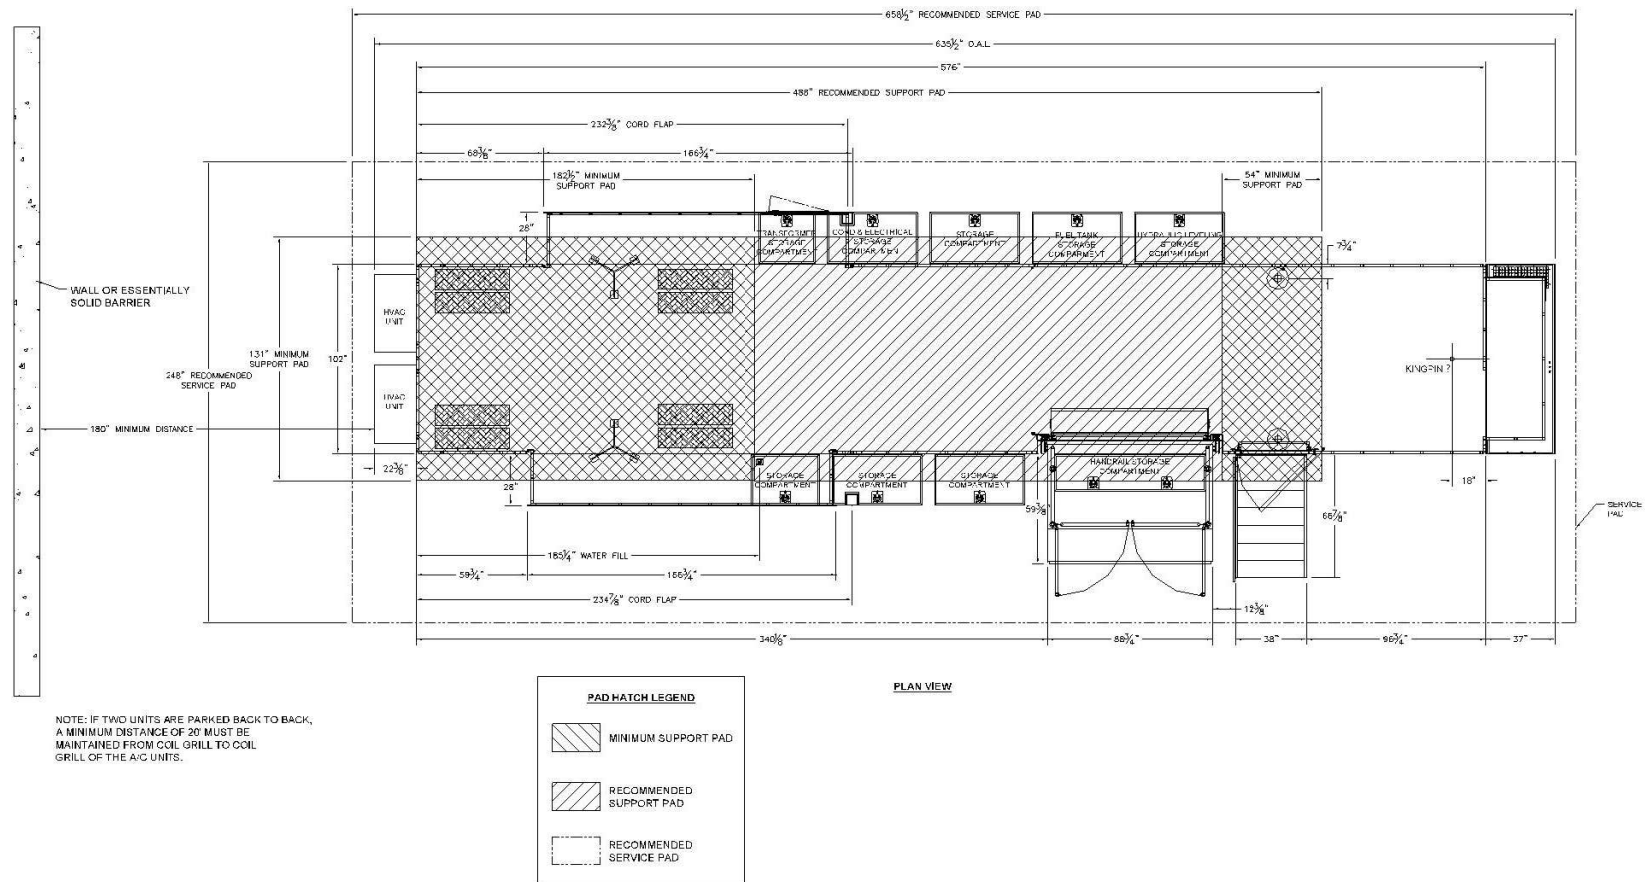 658½" RECOMMENDED SERVICE PAD
635½" O.A.L.
576"
488" RECOMMENDED SUPPORT PAD
232⅜" CORD FLAP
68⅜"
166¾"
182½" MINIMUM
SUPPORT PAD
54" MINIMUM
SUPPORT PAD
28"
TRANSFORMER
STORAGE
COMPARTMENT
CORD & ELECTRICAL
STORAGE
COMPARTMENT
STORAGE
COMPARTMENT
FUEL TANK
STORAGE
COMPARMENT
HYDRAULIC LEVELING
STORAGE
COMPARTMENT
7¾"
WALL OR ESSENTIALLY
SOLID BARRIER
HVAC
UNIT
131" MINIMUM
SUPPORT PAD
102"
248" RECOMMENDED
SERVICE PAD
KINGPIN ?
HVAC
UNIT
180" MINIMUM DISTANCE
22⅜"
28"
STORAGE
COMPARTMENT
STORAGE
COMPARTMENT
STORAGE
COMPARTMENT
HANDRAIL STORAGE
COMPARTMENT
18"
59⅜"
66⅞"
SERVICE
PAD
185¼" WATER FILL
59¾"
166¾"
234⅞" CORD FLAP
12⅜"
340⅛"
88¾"
38"
96¾"
37"
PLAN VIEW
PAD HATCH LEGEND
MINIMUM SUPPORT PAD
RECOMMENDED
SUPPORT PAD
RECOMMENDED
SERVICE PAD
NOTE: IF TWO UNITS ARE PARKED BACK TO BACK,
A MINIMUM DISTANCE OF 20' MUST BE
MAINTAINED FROM COIL GRILL TO COIL
GRILL OF THE A/C UNITS.